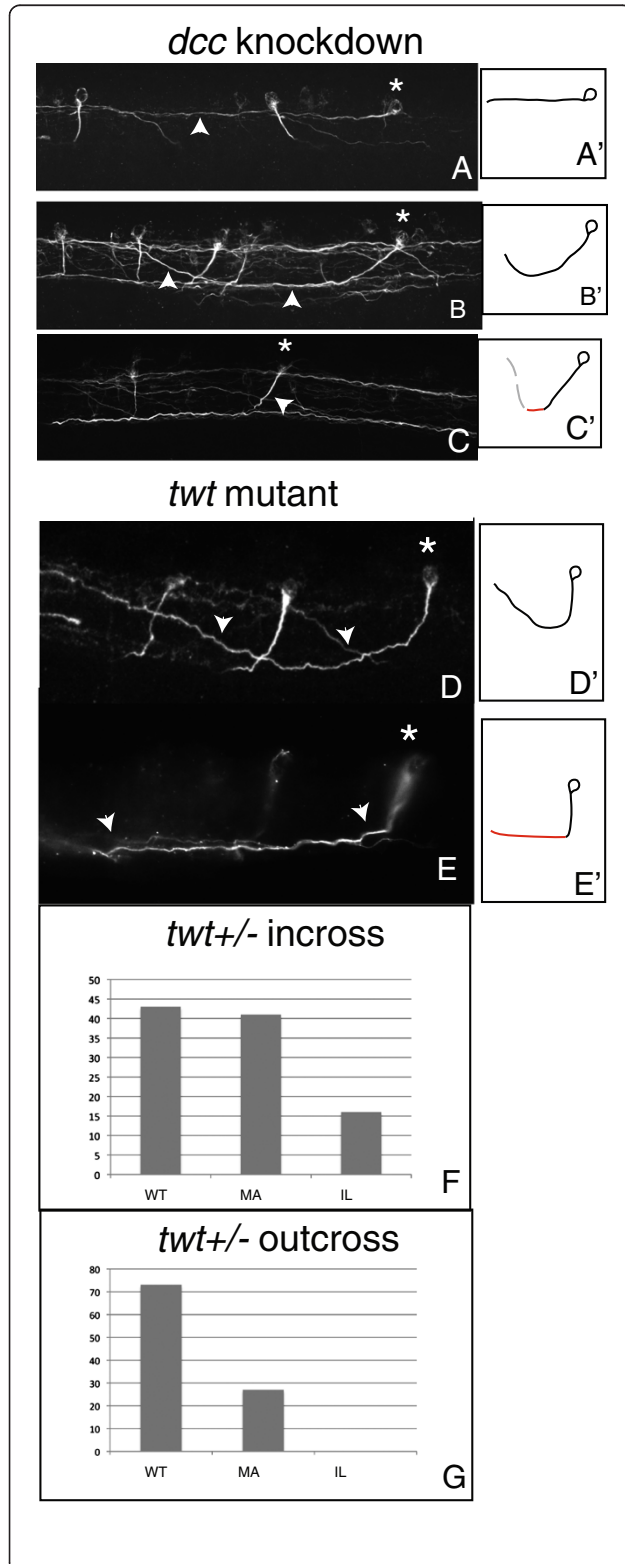 dcc knockdown
*
A
A'
*
B
B'
*
C
C'
twt mutant
*
D
D'
*
E
E'
twt+/- incross
50
45
40
35
30
25
20
15
10
5
0
WT MA IL
F
twt+/- outcross
80
70
60
50
40
30
20
10
0
WT MA IL
G